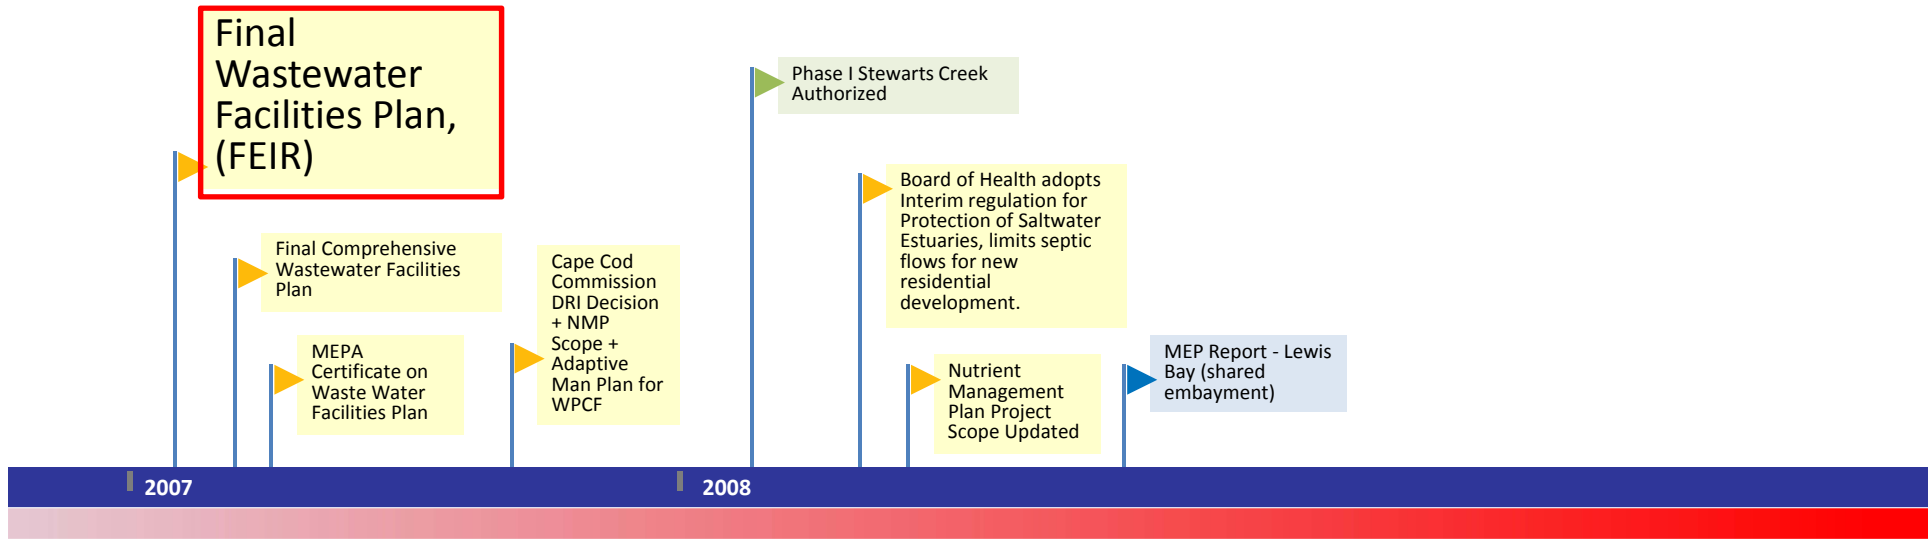 Final
Wastewater
Facilities Plan,
(FEIR)
Final Comprehensive
Wastewater Facilities
Plan
MEPA
Certificate on
Waste Water
Facilities Plan
Cape Cod
Commission
DRI Decision
+ NMP
Scope +
Adaptive
Man Plan for
WPCF
Phase I Stewarts Creek
Authorized
Board of Health adopts
Interim regulation for
Protection of Saltwater
Estuaries, limits septic
flows for new
residential
development.
Nutrient
Management
Plan Project
Scope Updated
MEP Report - Lewis
Bay (shared
embayment)
2007
2008